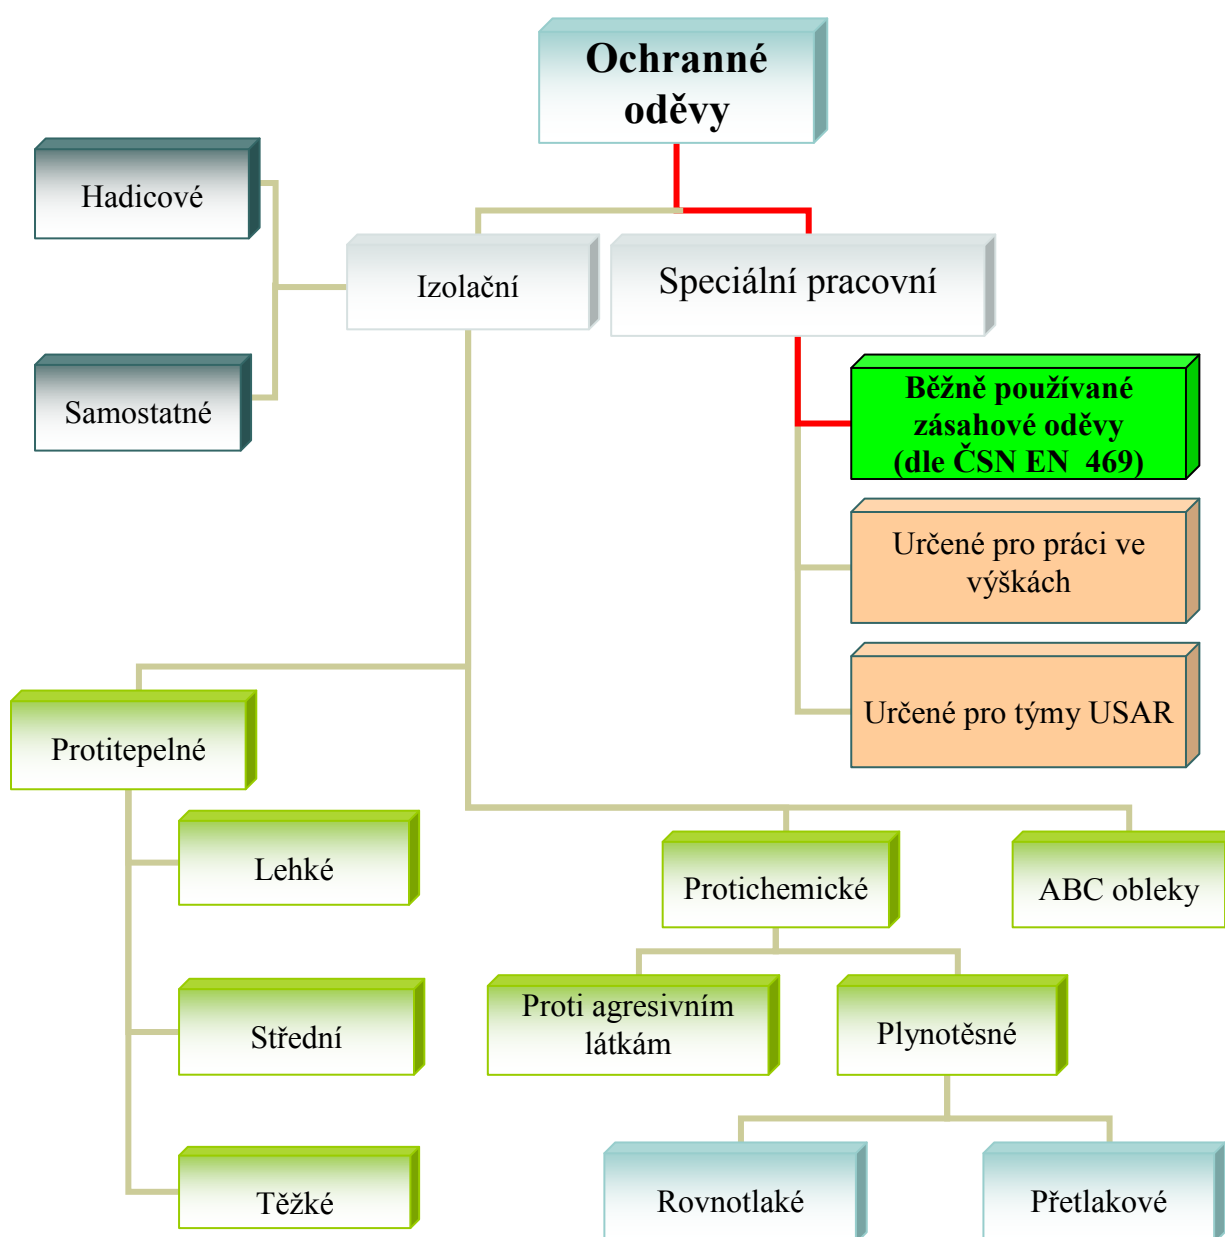 Ochranné
oděvy
Hadicové
Izolační
Speciální pracovní
Samostatné
Běžně používané
zásahové oděvy
(dle ČSN EN  469)
Určené pro práci ve
výškách
Určené pro týmy USAR
Protitepelné
Lehké
Střední
Těžké
Protichemické
ABC obleky
Proti agresivním
látkám
Plynotěsné
Rovnotlaké
Přetlakové